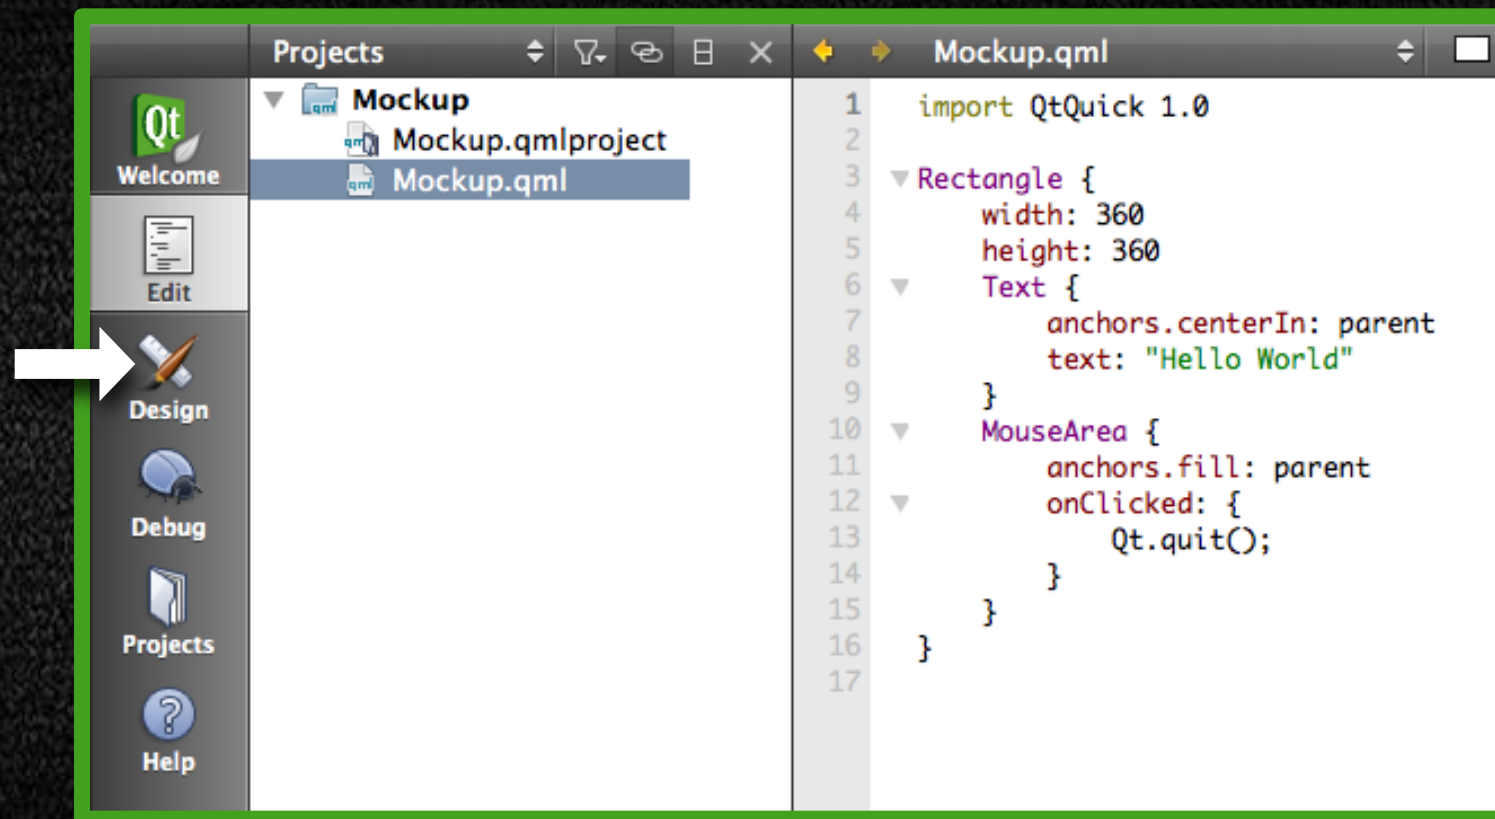 Projects
Mockup.qml
Qt
Welcome
Edit
Design
Debug
Projects
Help
Mockup
Mockup.qmlproject
Mockup.qml
1 import QtQuick 1.0
2
3 Rectangle {
4 width: 360
5 height: 360
6 Text {
7 anchors.centerIn: parent
8 text: "Hello World"
9 }
10 MouseArea {
11 anchors.fill: parent
12 onClicked: {
13 Qt.quit();
14 }
15 }
16 }
17